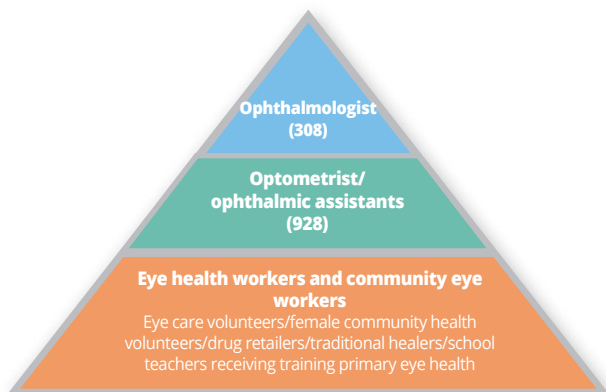 Ophthalmologist
(308)
Optometrist/
ophthalmic assistants
(928)
Eye health workers and community eye
workers
Eye care volunteers/female community health
volunteers/drug retailers/traditional healers/school
teachers receiving training primary eye health